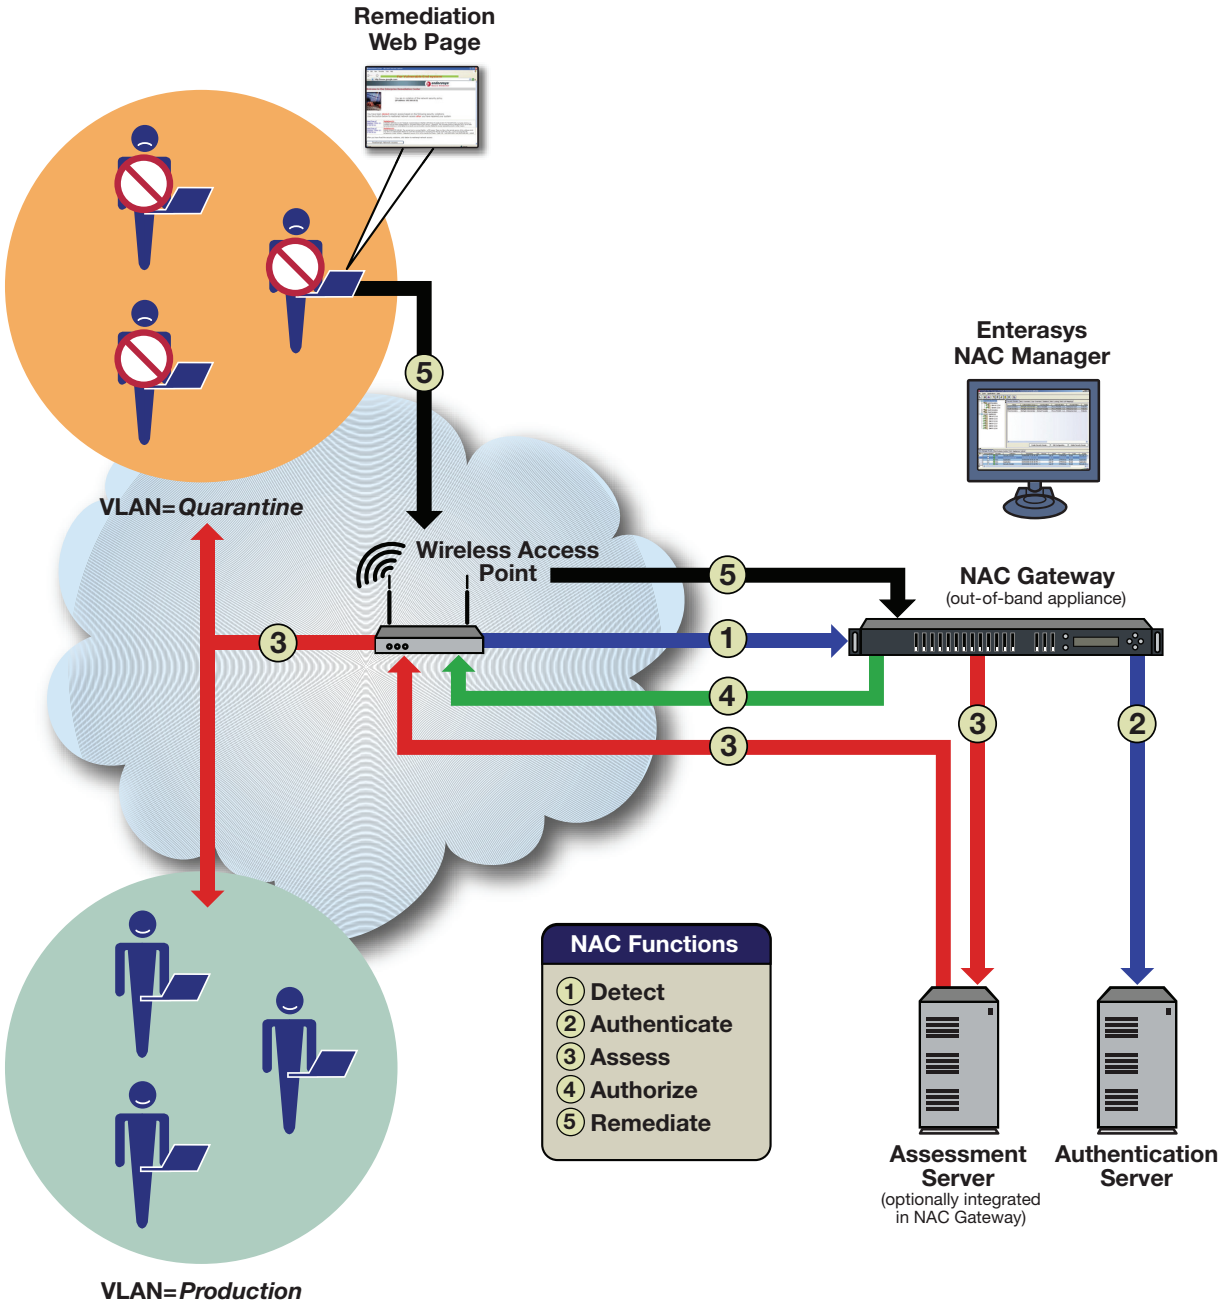 Remediation
Web Page
5
VLAN=Quarantine
Enterasys
NAC Manager
Wireless Access
Point
5
NAC Gateway
(out-of-band appliance)
3
1
4
3
3
2
NAC Functions
1 Detect
2 Authenticate
3 Assess
4 Authorize
5 Remediate
Assessment
Server
(optionally integrated
in NAC Gateway)
Authentication
Server
VLAN=Production